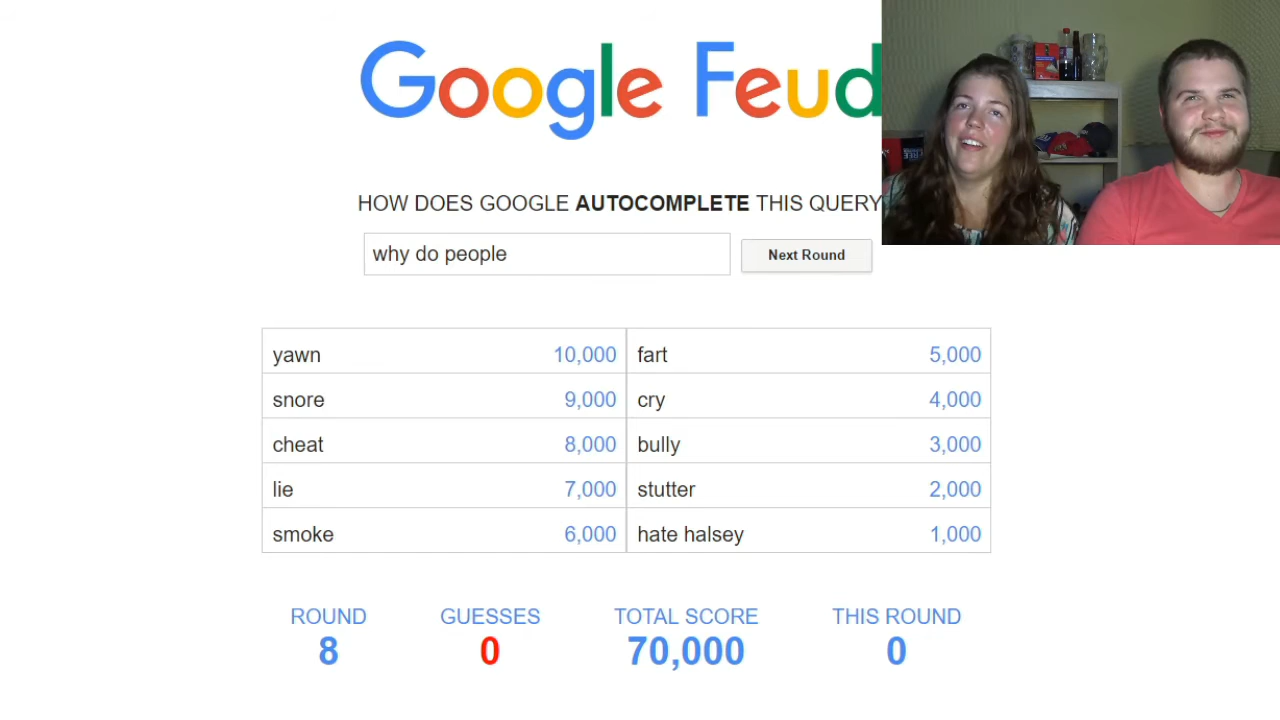 Google Feud
HOW DOES GOOGLE AUTOCOMPLETE THIS QUERY
why do people
Next Round
yawn 10,000 fart 5,000
snore 9,000 cry 4,000
cheat 8,000 bully 3,000
lie 7,000 stutter 2,000
smoke 6,000 hate halsey 1,000
ROUND GUESSES TOTAL SCORE THIS ROUND
8 0 70,000 0